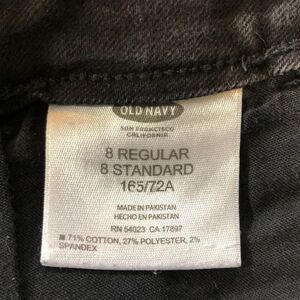 OLD NAVY
SAN FRANCISCO
CALIFORNIA
8 REGULAR
8 STANDARD
165/72A
MADE IN PAKISTAN
HECHO EN PAKISTAN
RN 54023 CA 17897
71% COTTON, 27% POLYESTER, 2%
SPANDEX